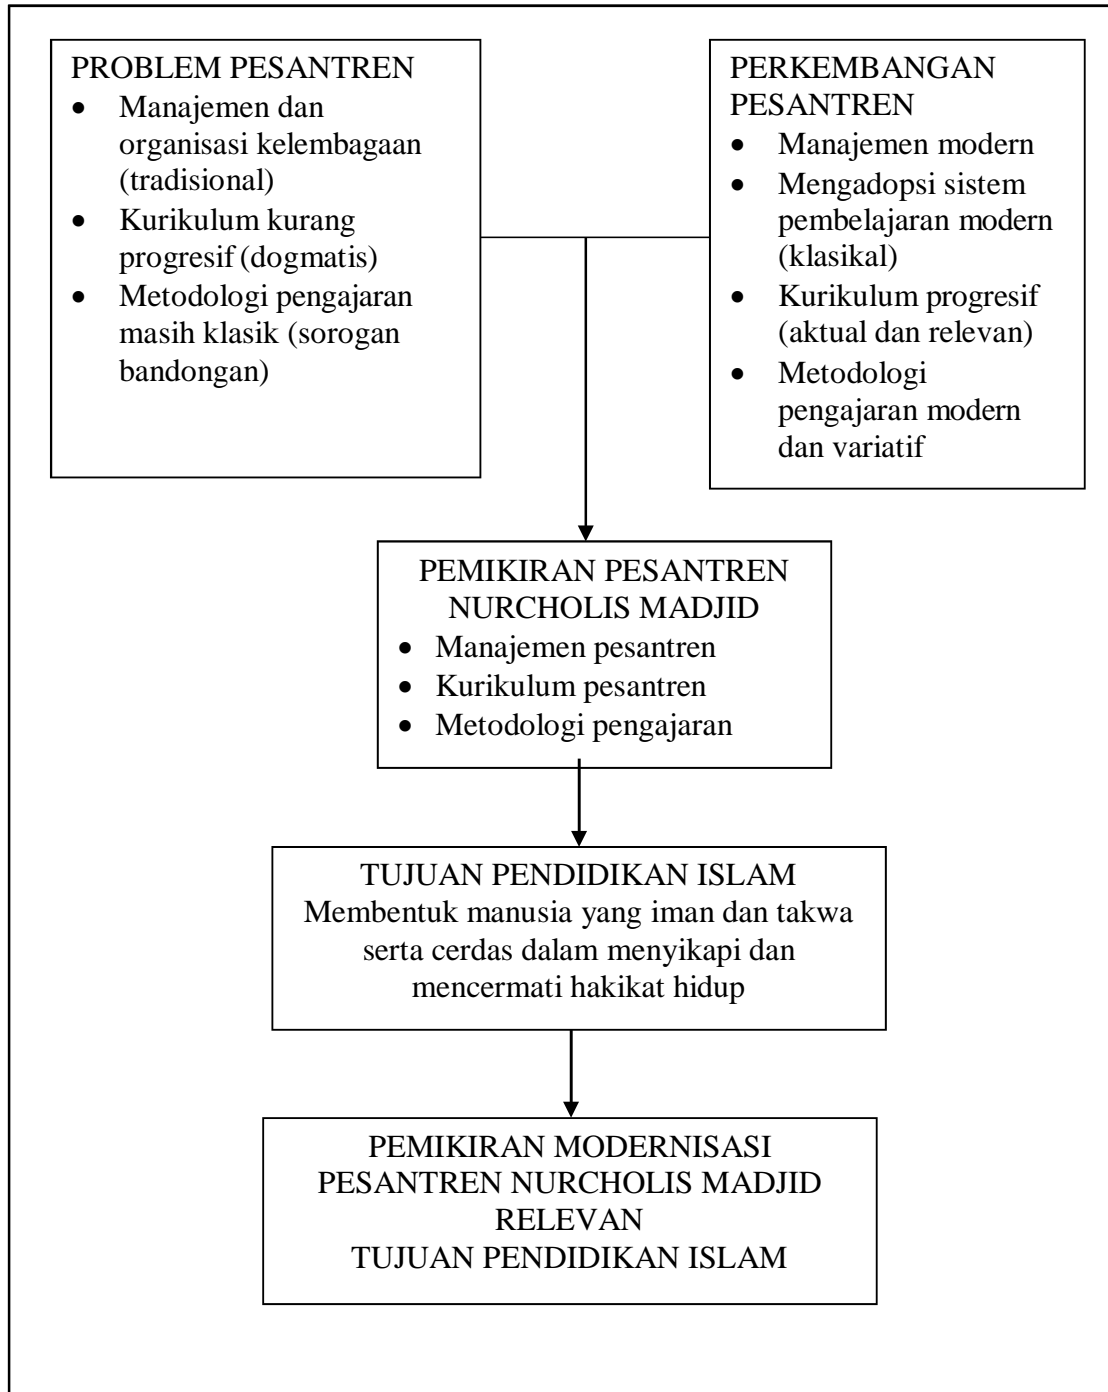 PROBLEM PESANTREN
• Manajemen dan
organisasi kelembagaan
(tradisional)
• Kurikulum kurang
progresif (dogmatis)
• Metodologi pengajaran
masih klasik (sorogan
bandongan)
PERKEMBANGAN
PESANTREN
• Manajemen modern
• Mengadopsi sistem
pembelajaran modern
(klasikal)
• Kurikulum progresif
(aktual dan relevan)
• Metodologi
pengajaran modern
dan variatif
PEMIKIRAN PESANTREN
NURCHOLIS MADJID
• Manajemen pesantren
• Kurikulum pesantren
• Metodologi pengajaran
TUJUAN PENDIDIKAN ISLAM
Membentuk manusia yang iman dan takwa
serta cerdas dalam menyikapi dan
mencermati hakikat hidup
PEMIKIRAN MODERNISASI
PESANTREN NURCHOLIS MADJID
RELEVAN
TUJUAN PENDIDIKAN ISLAM